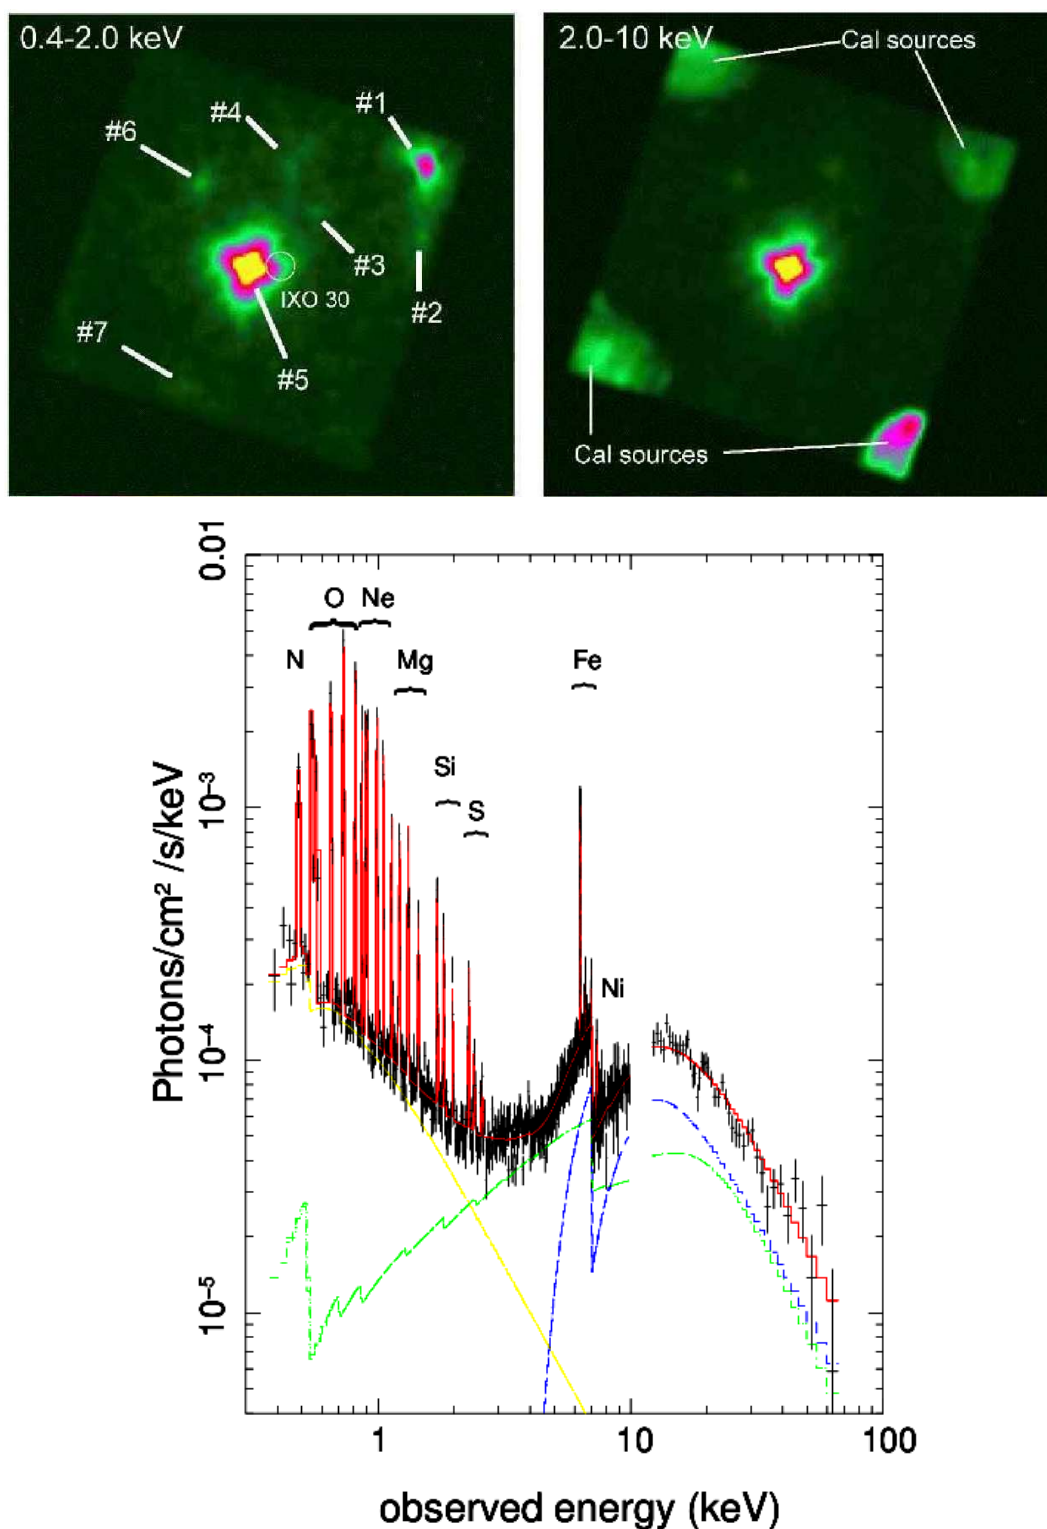 0.4-2.0 keV
#4
#1
#6
#3
IXO 30
#2
#7
#5
2.0-10 keV
Cal sources
Cal sources
0.01
O
Ne
N
Mg
Fe
Si
S
Ni
10⁻³
10⁻⁴
10⁻⁵
Photons/cm² /s/keV
1
10
100
observed energy (keV)